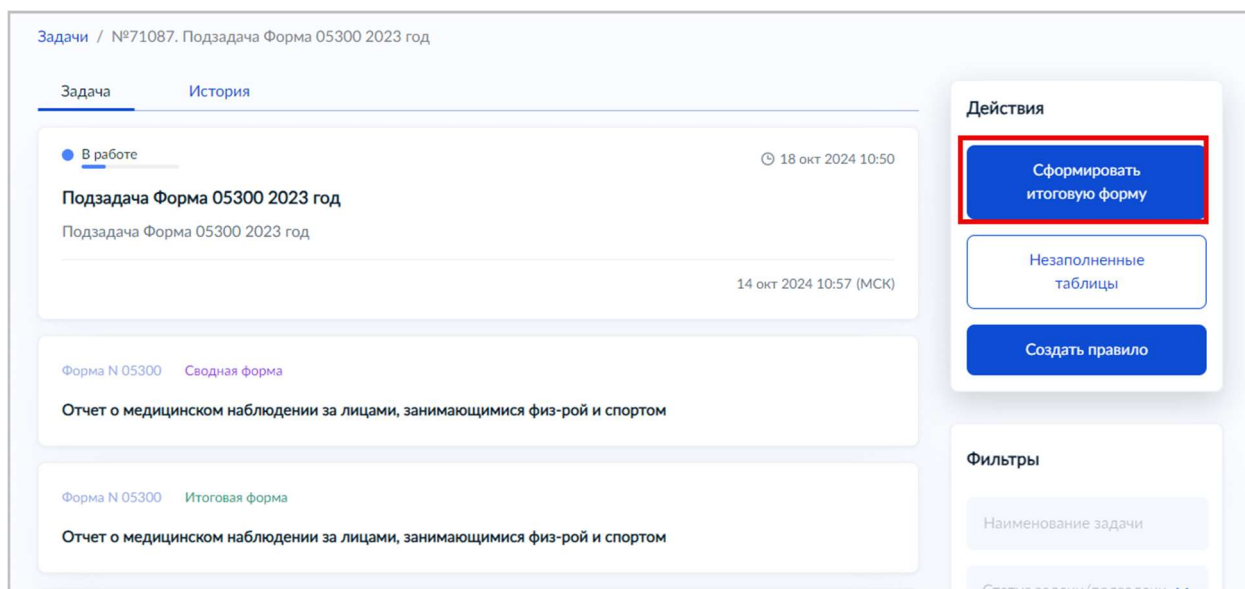 Задачи / №71087. Подзадача Форма 05300 2023 год
Задача История
В работе
18 окт 2024 10:50
Подзадача Форма 05300 2023 год
Подзадача Форма 05300 2023 год
14 окт 2024 10:57 (МСК)
Форма N 05300 Сводная форма
Отчет о медицинском наблюдении за лицами, занимающимися физ-рой и спортом
Форма N 05300 Итоговая форма
Отчет о медицинском наблюдении за лицами, занимающимися физ-рой и спортом
Действия
Сформировать
итоговую форму
Незаполненные
таблицы
Создать правило
Фильтры
Наименование задачи